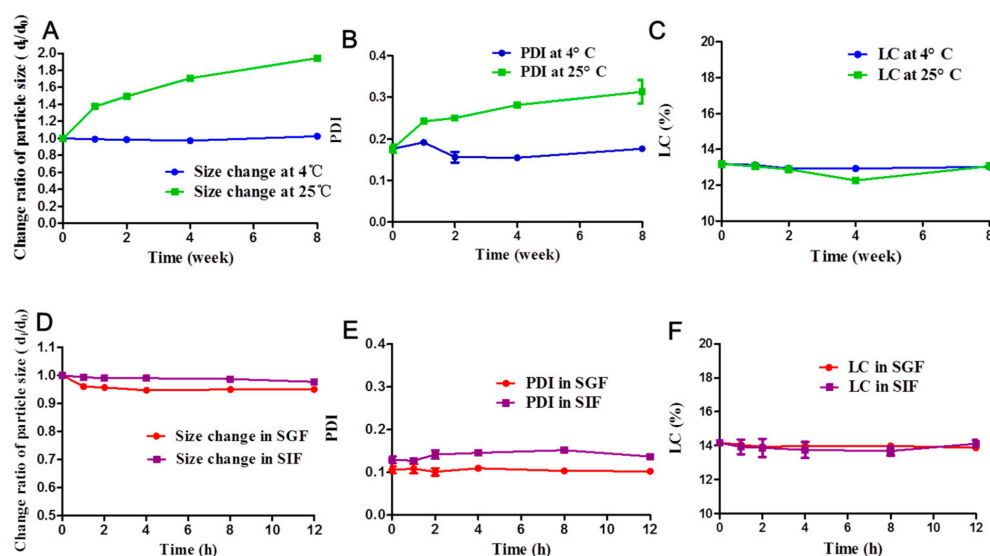 A
Change ratio of particle size ( di/d0)
2.0
1.8
1.6
1.4
1.2
1.0
0.8
0.6
0.4
0.2
0.0
Size change at 4℃
Size change at 25℃
0 2 4 6 8
Time (week)
B
PDI
0.4
0.3
0.2
0.1
0.0
PDI at 4° C
PDI at 25° C
0 2 4 6 8
Time (week)
C
LC (%)
20
18
16
14
12
10
LC at 4° C
LC at 25° C
0 2 4 6 8
Time (week)
D
Change ratio of particle size ( di/d0)
1.1
1.0
0.9
0.8
0.7
0.6
0.5
Size change in SGF
Size change in SIF
0 2 4 6 8 10 12
Time (h)
E
PDI
0.4
0.3
0.2
0.1
0.0
PDI in SGF
PDI in SIF
0 2 4 6 8 10 12
Time (h)
F
LC (%)
20
18
16
14
12
10
LC in SGF
LC in SIF
0 2 4 6 8 10 12
Time (h)